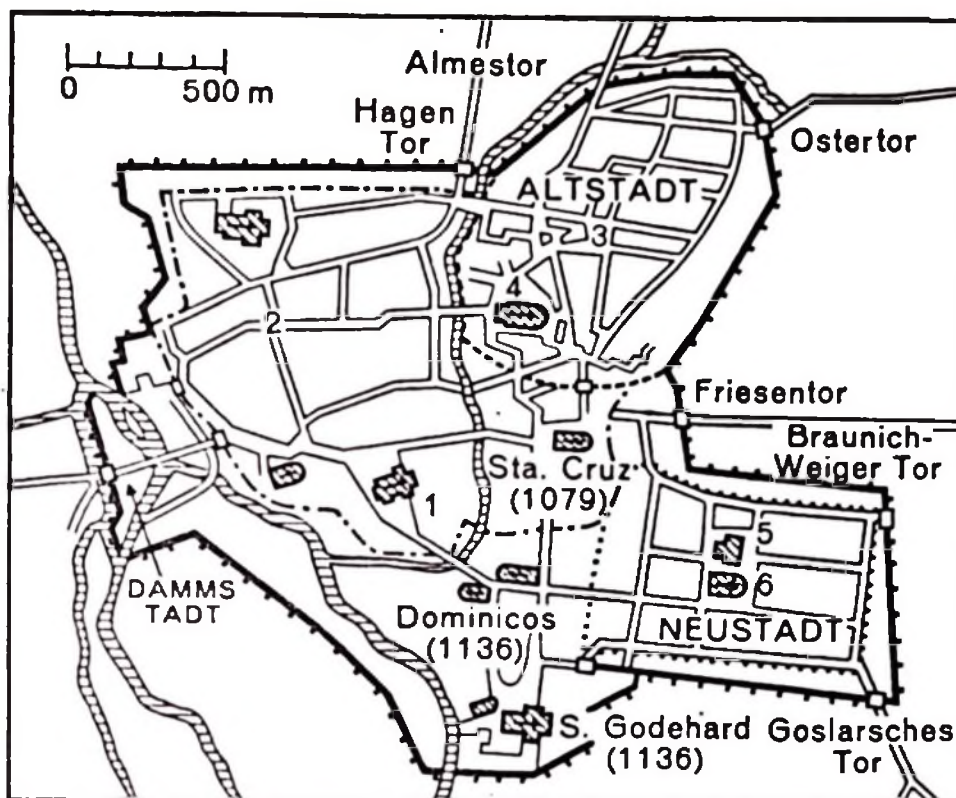 0 500 m
Almestor
Hagen
Tor
Ostertor
ALTSTADT
3
4
2
Friesentor
Braunich-
Weiger Tor
Sta. Cruz
(1079)
1
5
6
DAMMS
TADT
Dominicos
(1136)
NEUSTADT
S. Godehard
(1136)
Goslarsches
Tor